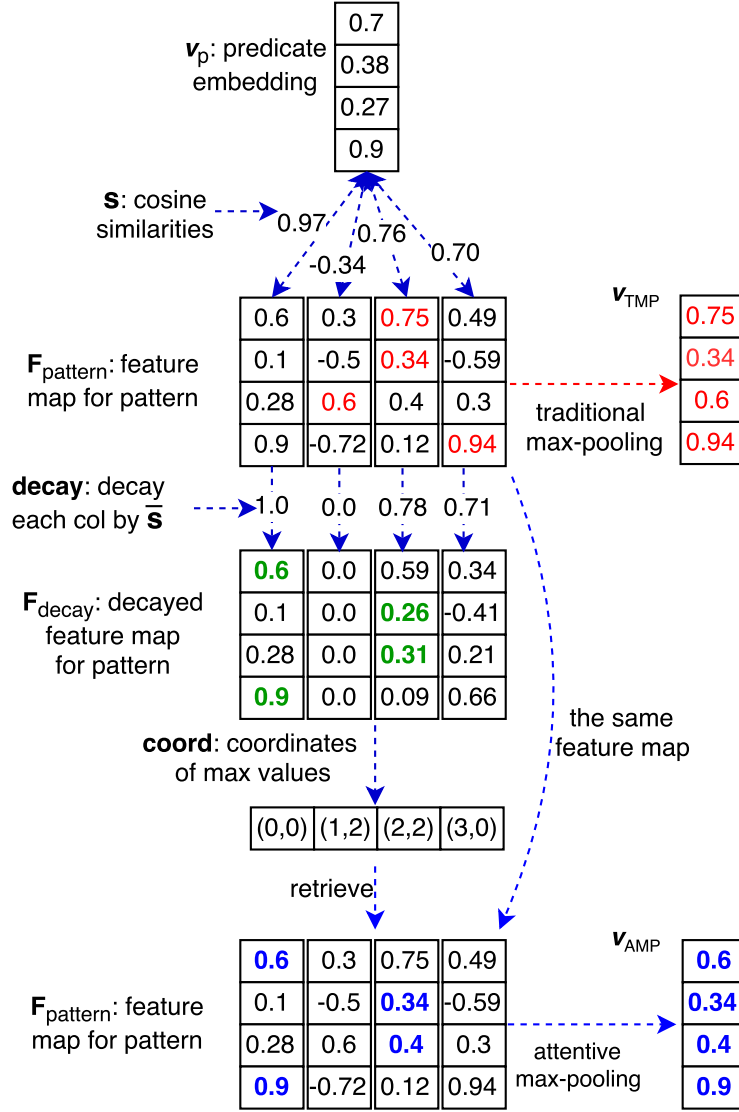 0.7
v_p: predicate
embedding
0.38
0.27
0.9
s: cosine
similarities
0.97
-0.34
0.76
0.70
v_TMP
0.6 0.3 0.75 0.49
0.1 -0.5 0.34 -0.59
0.28 0.6 0.4 0.3
0.9 -0.72 0.12 0.94
F_pattern: feature
map for pattern
traditional
max-pooling
0.75
0.34
0.6
0.94
decay: decay
each col by s̄
1.0 0.0 0.78 0.71
0.6 0.0 0.59 0.34
0.1 0.0 0.26 -0.41
0.28 0.0 0.31 0.21
0.9 0.0 0.09 0.66
F_decay: decayed
feature map
for pattern
the same
feature map
coord: coordinates
of max values
(0,0) (1,2) (2,2) (3,0)
retrieve
v_AMP
0.6 0.3 0.75 0.49
0.1 -0.5 0.34 -0.59
0.28 0.6 0.4 0.3
0.9 -0.72 0.12 0.94
F_pattern: feature
map for pattern
attentive
max-pooling
0.6
0.34
0.4
0.9